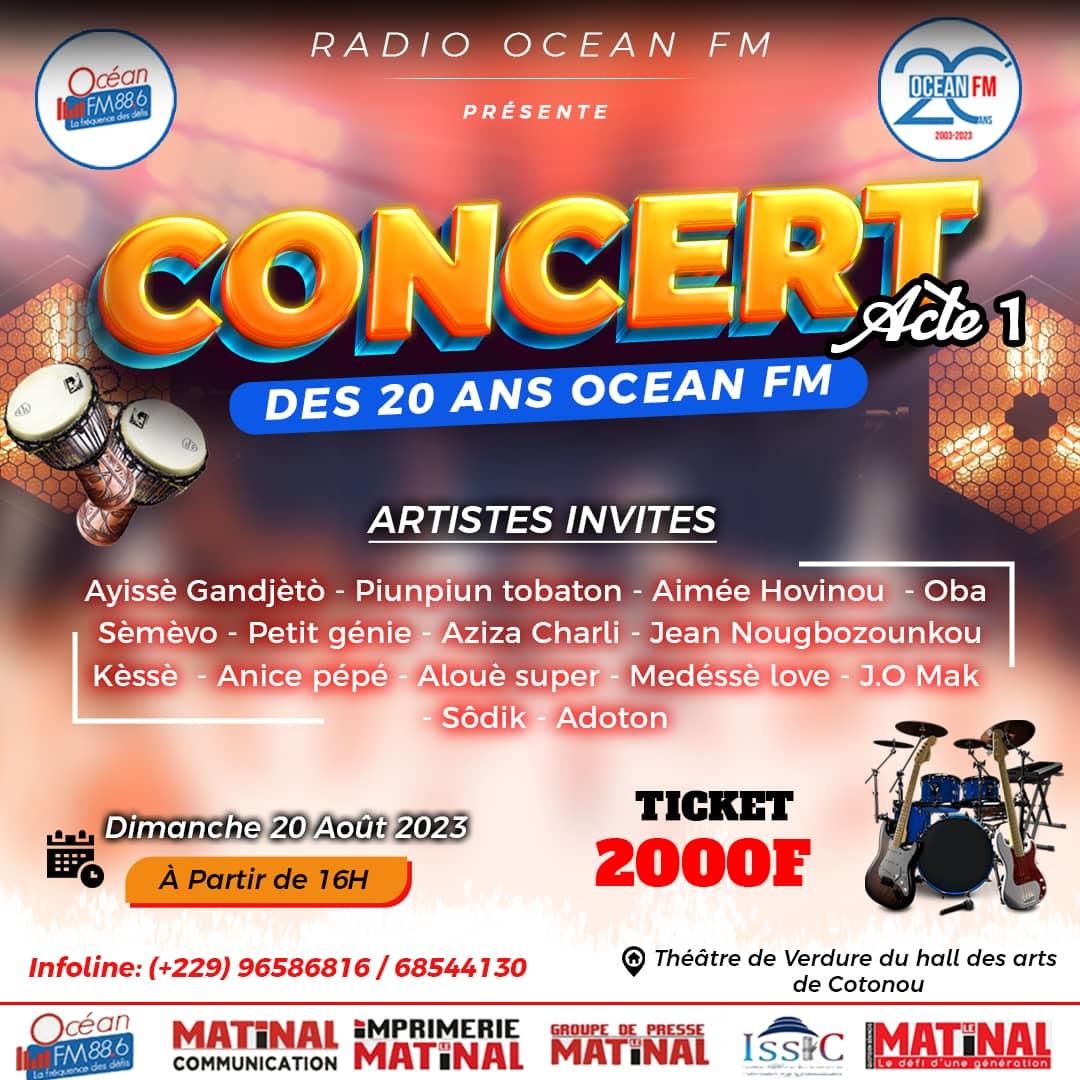 RADIO OCEAN FM
PRÉSENTE
Océan
FM 88.6
La fréquence des défis
20
OCEAN FM
ANS
2003-2023
CONCERT
Acte 1
DES 20 ANS OCEAN FM
ARTISTES INVITES
Ayissè Gandjètò - Piunpiun tobaton - Aimée Hovinou - Oba
Sèmèvo - Petit génie - Aziza Charli - Jean Nougbozounkou
Kèssè - Anice pépé - Alouè super - Medéssè love - J.O Mak
- Sôdik - Adoton
Dimanche 20 Août 2023
À Partir de 16H
TICKET
2000F
Infoline: (+229) 96586816 / 68544130
Théâtre de Verdure du hall des arts
de Cotonou
Océan
FM 88.6
La fréquence des défis
MATINAL
COMMUNICATION
IMPRIMERIE
LE
MATINAL
GROUPE DE PRESSE
LE
MATINAL
ISSIC
LE
MATINAL
Le défi d'une génération